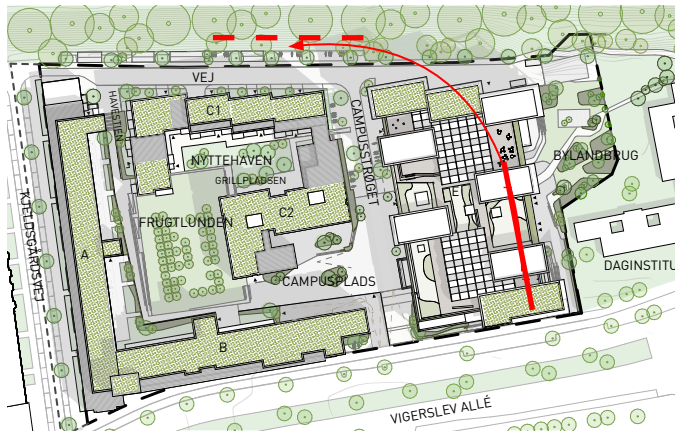 VEJ
HAVESTIEN
C1
CAMPUSSTRØGET
NYTTEHAVEN
GRILLPLADSEN
BYLANDBRUG
E
KJELDSGÅRDSVEJ
FRUGTLUNDEN
C2
A
DAGINSTITU
CAMPUSPLADS
B
VIGERSLEV ALLÉ